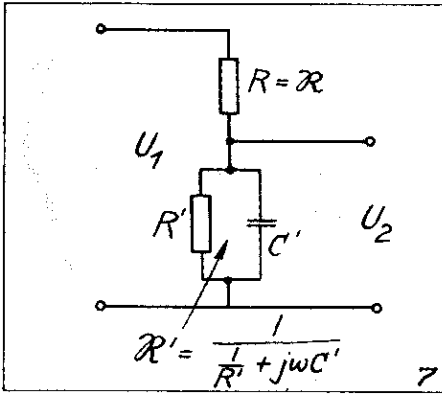 R = ℜ
U₁
R'
C'
U₂
ℜ' = 1 / (1/R' + jωC')
7